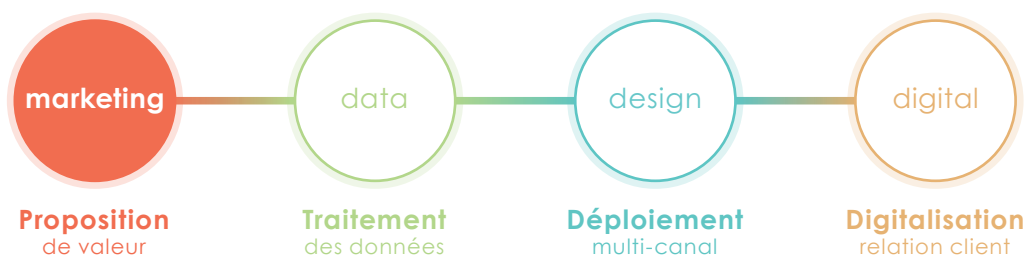 marketing
data
design
digital
Proposition
de valeur
Traitement
des données
Déploiement
multi-canal
Digitalisation
relation client